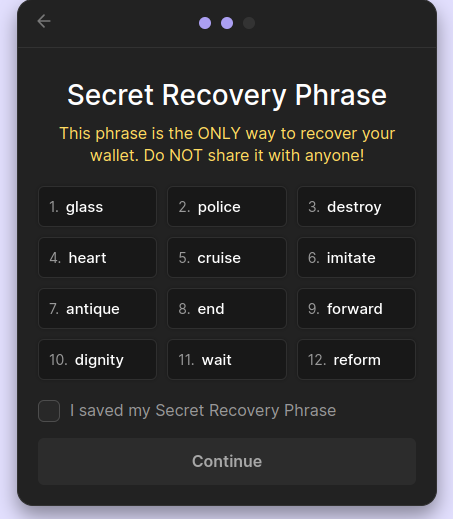 Secret Recovery Phrase
This phrase is the ONLY way to recover your
wallet. Do NOT share it with anyone!
1. glass 2. police 3. destroy
4. heart 5. cruise 6. imitate
7. antique 8. end 9. forward
10. dignity 11. wait 12. reform
I saved my Secret Recovery Phrase
Continue